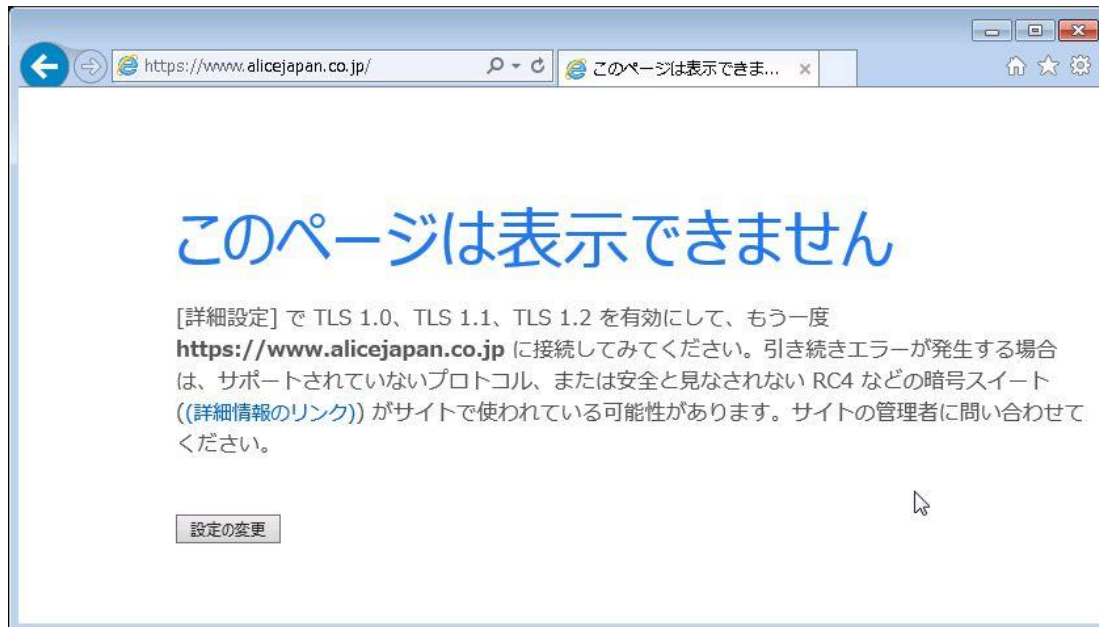 https://www.alicejapan.co.jp/
このページは表示できま...
このページは表示できません
[詳細設定] で TLS 1.0、TLS 1.1、TLS 1.2 を有効にして、もう一度
https://www.alicejapan.co.jp に接続してみてください。引き続きエラーが発生する場合
は、サポートされていないプロトコル、または安全と見なされない RC4 などの暗号スイート
((詳細情報のリンク)) がサイトで使われている可能性があります。サイトの管理者に問い合わせて
ください。
設定の変更